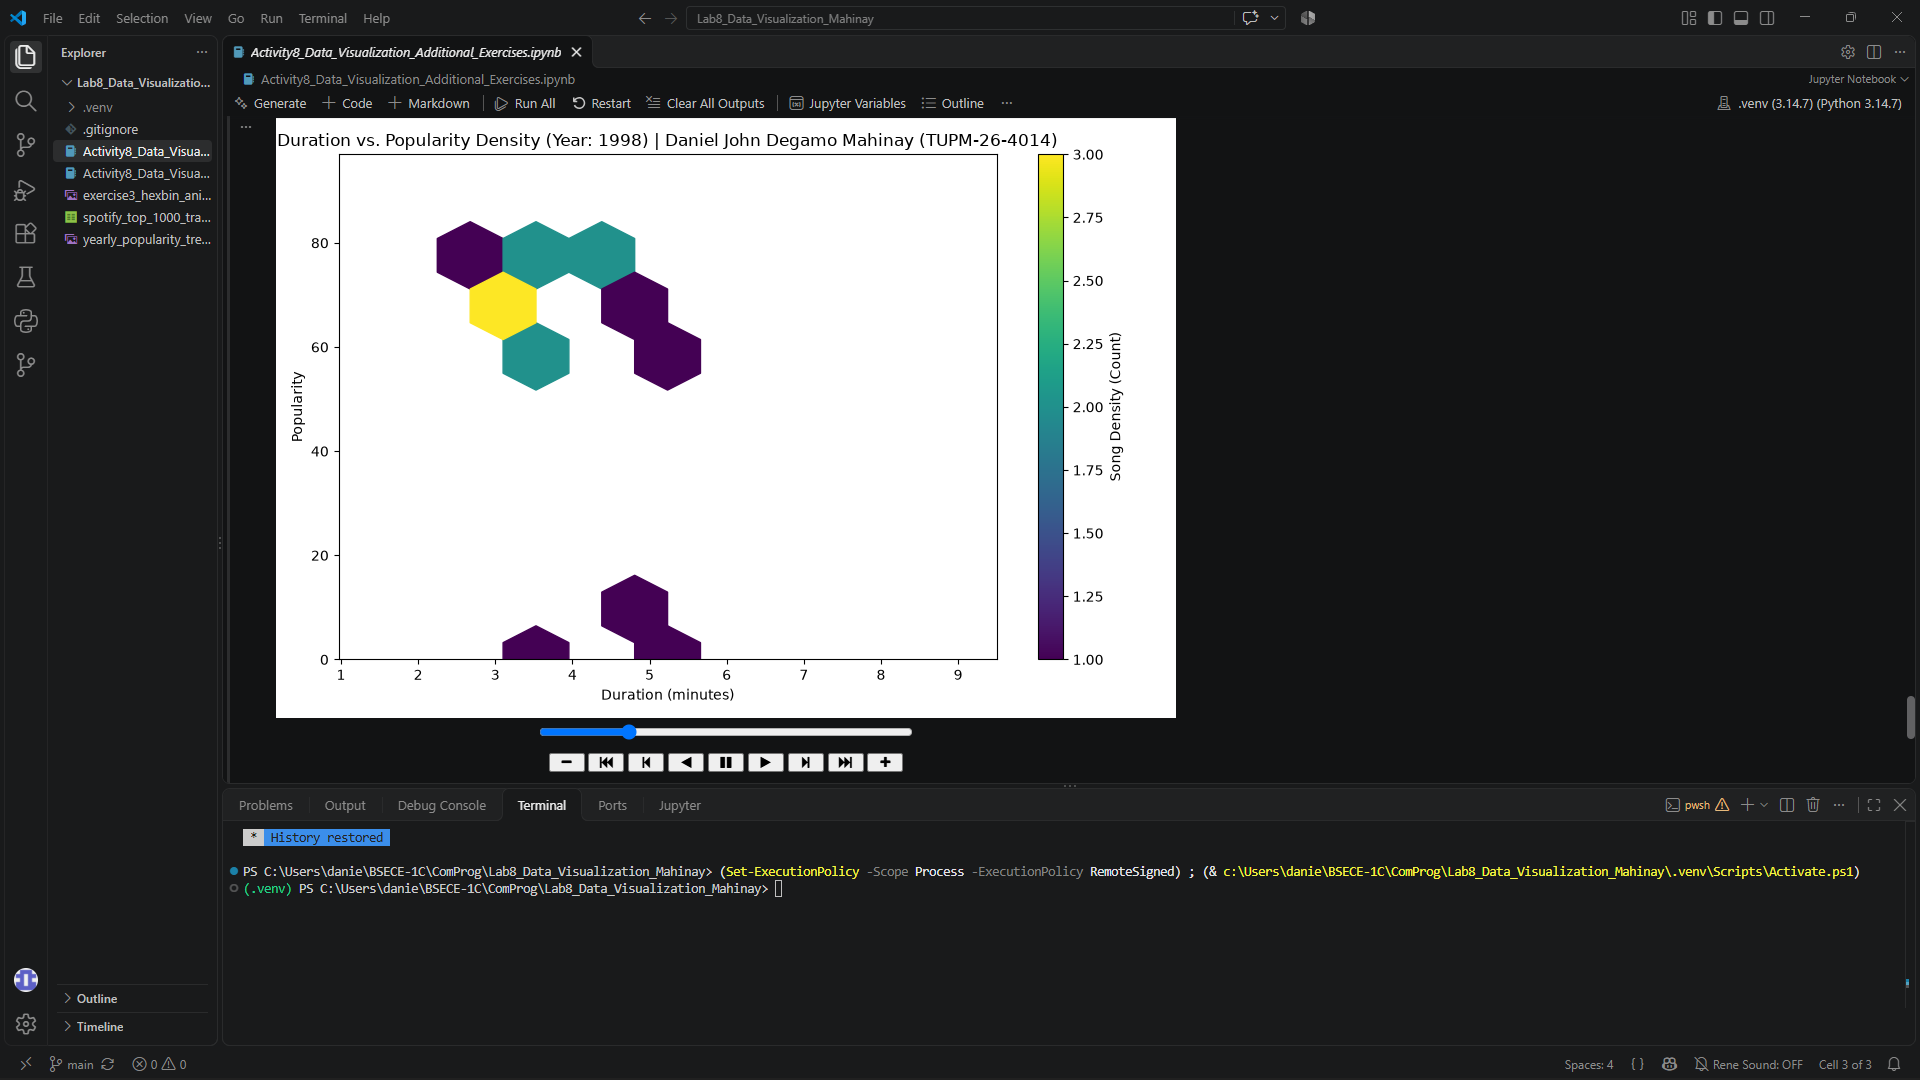 File Edit Selection View Go Run Terminal Help
Lab8_Data_Visualization_Mahinay
Explorer
Lab8_Data_Visualizatio...
.venv
.gitignore
Activity8_Data_Visua...
Activity8_Data_Visua...
exercise3_hexbin_ani...
spotify_top_1000_tra...
yearly_popularity_tre...
Outline
Timeline
Activity8_Data_Visualization_Additional_Exercises.ipynb
Activity8_Data_Visualization_Additional_Exercises.ipynb
Jupyter Notebook
Generate Code Markdown Run All Restart Clear All Outputs Jupyter Variables Outline
.venv (3.14.7) (Python 3.14.7)
Duration vs. Popularity Density (Year: 1998) | Daniel John Degamo Mahinay (TUPM-26-4014)
Popularity
80
60
40
20
0
1 2 3 4 5 6 7 8 9
Duration (minutes)
3.00
2.75
2.50
2.25
2.00
1.75
1.50
1.25
1.00
Song Density (Count)
Problems Output Debug Console Terminal Ports Jupyter
pwsh
* History restored
PS C:\Users\danie\BSECE-1C\ComProg\Lab8_Data_Visualization_Mahinay> (Set-ExecutionPolicy -Scope Process -ExecutionPolicy RemoteSigned) ; (& c:\Users\danie\BSECE-1C\ComProg\Lab8_Data_Visualization_Mahinay\.venv\Scripts\Activate.ps1)
(.venv) PS C:\Users\danie\BSECE-1C\ComProg\Lab8_Data_Visualization_Mahinay>
main 0 0
Spaces: 4 { } Rene Sound: OFF Cell 3 of 3